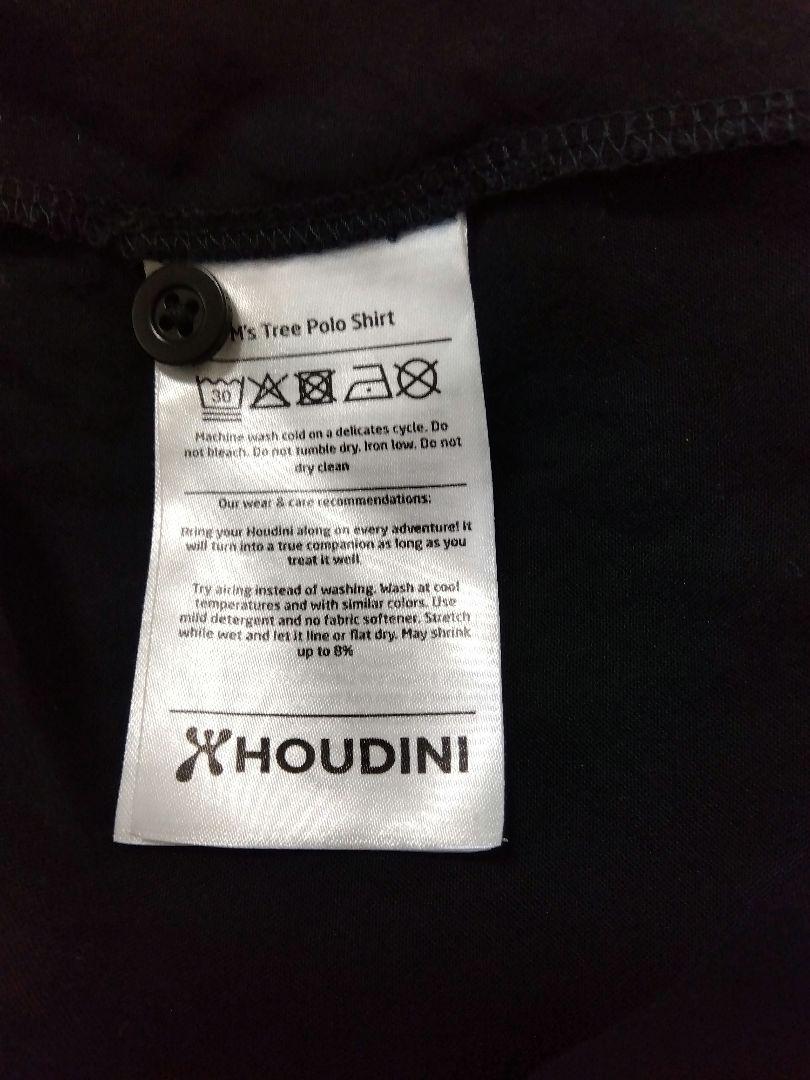 M's Tree Polo Shirt
30
Machine wash cold on a delicates cycle. Do
not bleach. Do not tumble dry. Iron low. Do not
dry clean
Our wear & care recommendations:
Bring your Houdini along on every adventure! It
will turn into a true companion as long as you
treat it well
Try airing instead of washing. Wash at cool
temperatures and with similar colors. Use
mild detergent and no fabric softener. Stretch
while wet and let it line or flat dry. May shrink
up to 8%
HOUDINI